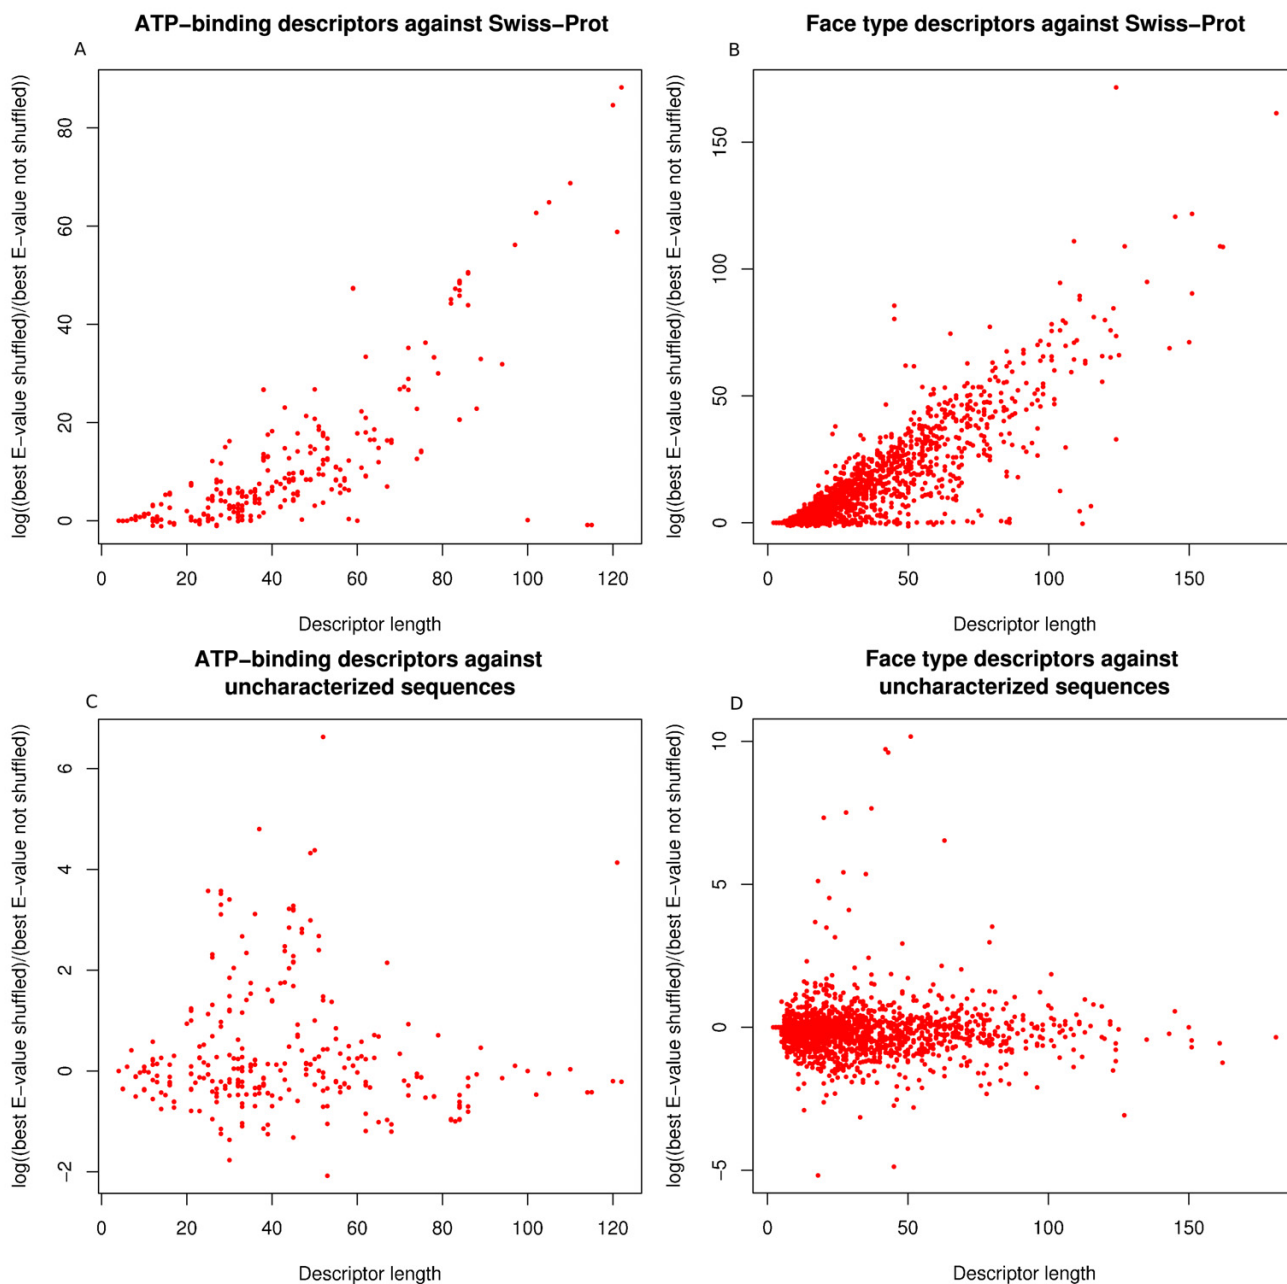 ATP−binding descriptors against Swiss−Prot
A
log((best E−value shuffled)/(best E−value not shuffled))
80
60
40
20
0
0 20 40 60 80 100 120
Descriptor length
Face type descriptors against Swiss−Prot
B
log((best E−value shuffled)/(best E−value not shuffled))
150
100
50
0
0 50 100 150
Descriptor length
ATP−binding descriptors against
uncharacterized sequences
C
log((best E−value shuffled)/(best E−value not shuffled))
6
4
2
0
−2
0 20 40 60 80 100 120
Descriptor length
Face type descriptors against
uncharacterized sequences
D
log((best E−value shuffled)/(best E−value not shuffled))
10
5
0
−5
0 50 100 150
Descriptor length